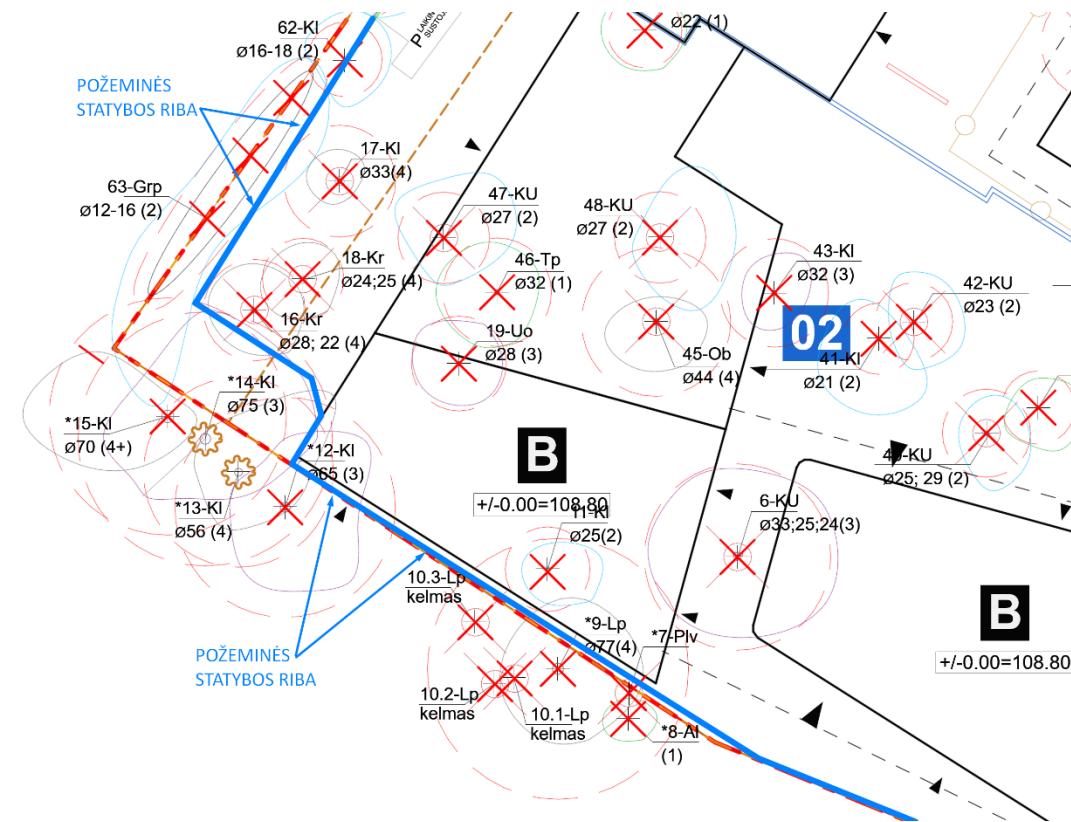 62-Kl
ø16-18 (2)
P LAIKIN
SUSTOJ
ø22 (1)
POŽEMINĖS
STATYBOS RIBA
17-Kl
ø33(4)
63-Grp
ø12-16 (2)
47-KU
ø27 (2)
48-KU
ø27 (2)
18-Kr
ø24;25 (4)
46-Tp
ø32 (1)
43-Kl
ø32 (3)
42-KU
ø23 (2)
16-Kr
ø28; 22 (4)
19-Uo
ø28 (3)
02
45-Ob
ø44 (4)
41-Kl
ø21 (2)
*14-Kl
ø75 (3)
*15-Kl
ø70 (4+)
*12-Kl
ø65 (3)
B
+/-0.00=108.80
40-KU
ø25; 29 (2)
*13-Kl
ø56 (4)
11-Kl
ø25(2)
6-KU
ø33;25;24(3)
10.3-Lp
kelmas
*9-Lp
ø77(4)
*7-Plv
B
+/-0.00=108.80
POŽEMINĖS
STATYBOS RIBA
10.2-Lp
kelmas
10.1-Lp
kelmas
*8-Al
(1)